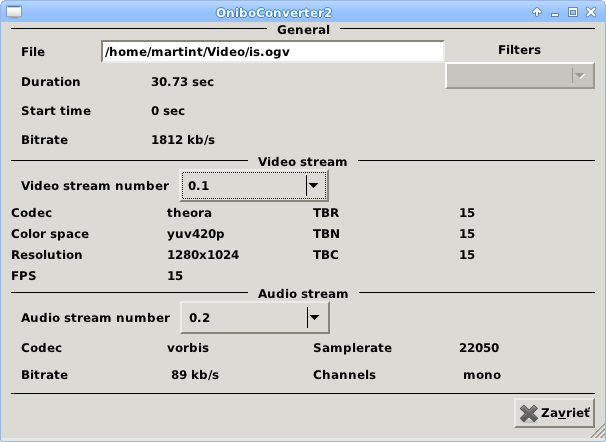 OniboConverter2
General
File /home/martint/Video/is.ogv Filters
Duration 30.73 sec
Start time 0 sec
Bitrate 1812 kb/s
Video stream
Video stream number 0.1
Codec theora TBR 15
Color space yuv420p TBN 15
Resolution 1280x1024 TBC 15
FPS 15
Audio stream
Audio stream number 0.2
Codec vorbis Samplerate 22050
Bitrate 89 kb/s Channels mono
Zavrieť